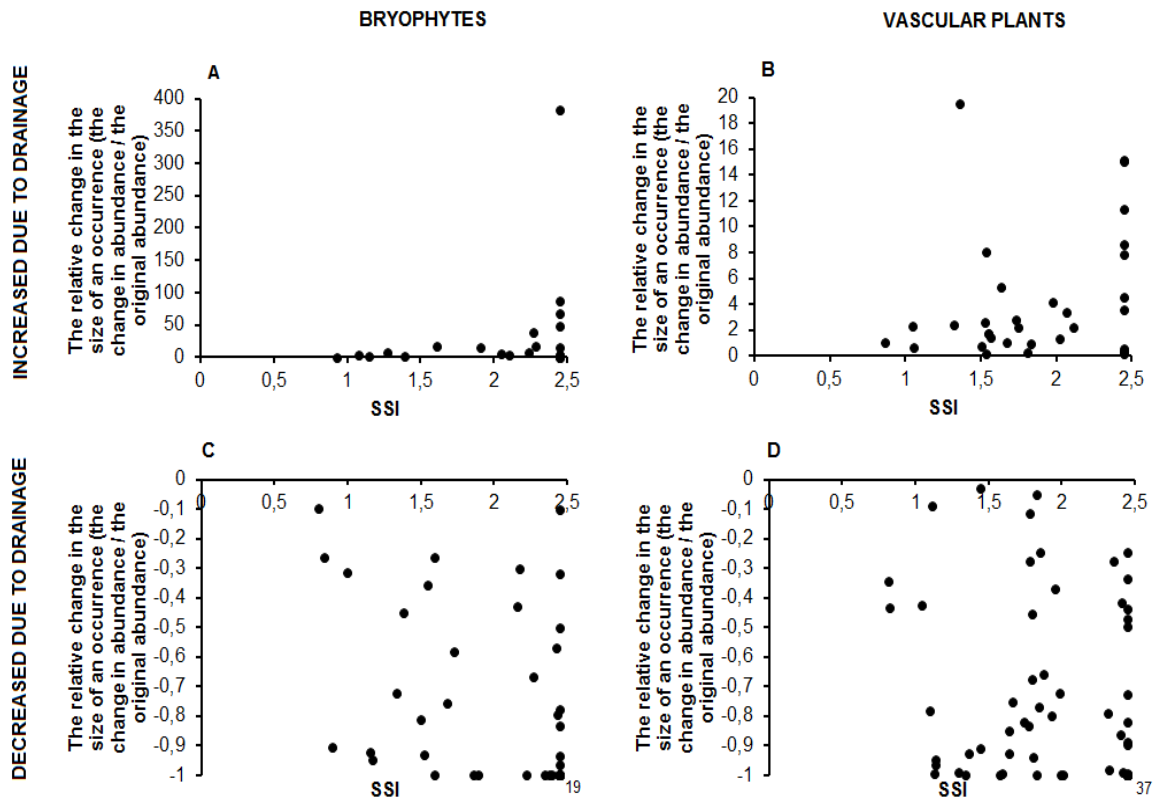 BRYOPHYTES
VASCULAR PLANTS
INCREASED DUE TO DRAINAGE
A
The relative change in the
size of an occurrence (the
change in abundance / the
original abundance)
400
350
300
250
200
150
100
50
0
0
0,5
1
1,5
2
2,5
SSI
B
The relative change in the
size of an occurrence (the
change in abundance / the
original abundance)
20
18
16
14
12
10
8
6
4
2
0
0
0,5
1
1,5
2
2,5
SSI
DECREASED DUE TO DRAINAGE
C
The relative change in the
size of an occurrence (the
change in abundance / the
original abundance)
0
-0,1
-0,2
-0,3
-0,4
-0,5
-0,6
-0,7
-0,8
-0,9
-1
0
0,5
1
1,5
2
2,5
SSI
19
D
The relative change in the
size of an occurrence (the
change in abundance / the
original abundance)
0
-0,1
-0,2
-0,3
-0,4
-0,5
-0,6
-0,7
-0,8
-0,9
-1
0
0,5
1
1,5
2
2,5
SSI
37